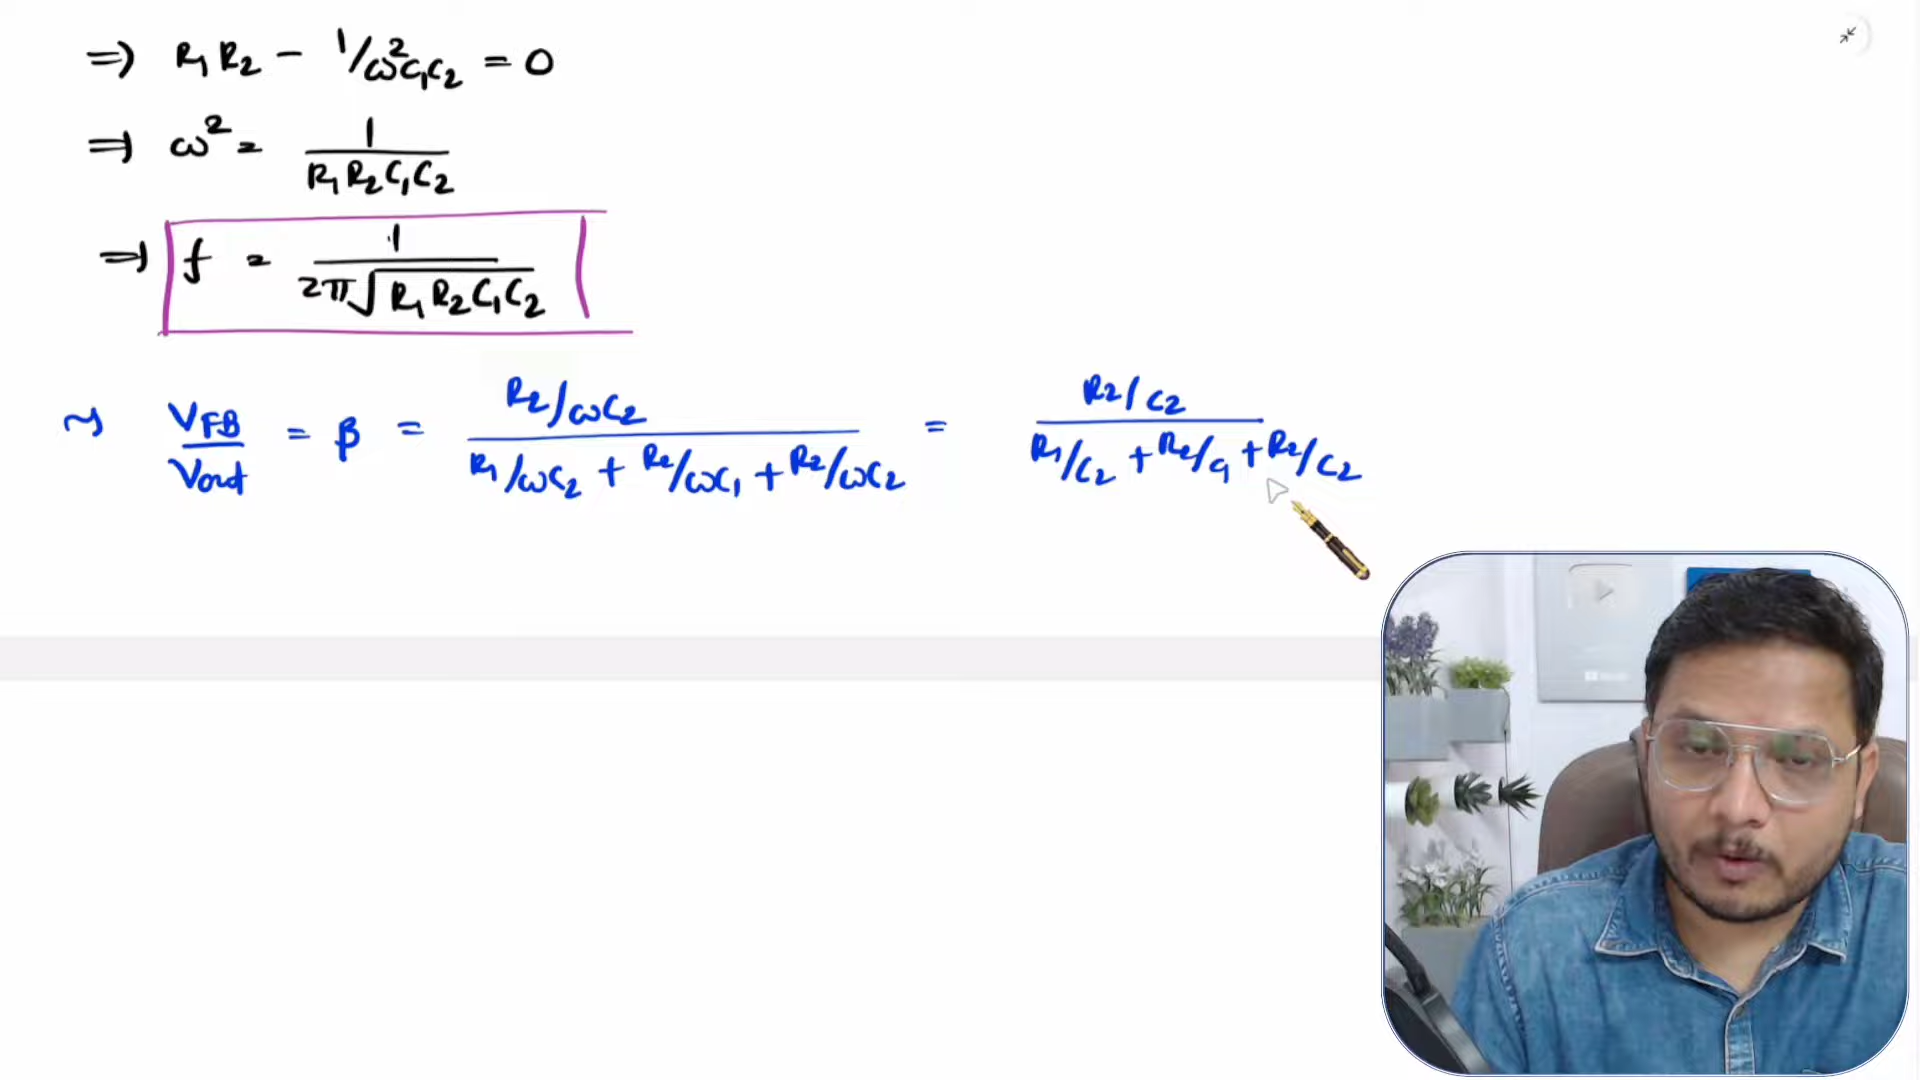 ⇒ R₁R₂ - 1/ω²C₁C₂ = 0
⇒ ω² = 1/(R₁R₂C₁C₂)
⇒ f = 1/(2π√(R₁R₂C₁C₂))
~ V_FB/V_out = β = (R₂/ωC₂)/(R₁/ωC₂ + R₂/ωC₁ + R₂/ωC₂) = (R₂/C₂)/(R₁/C₂ + R₂/C₁ + R₂/C₂)